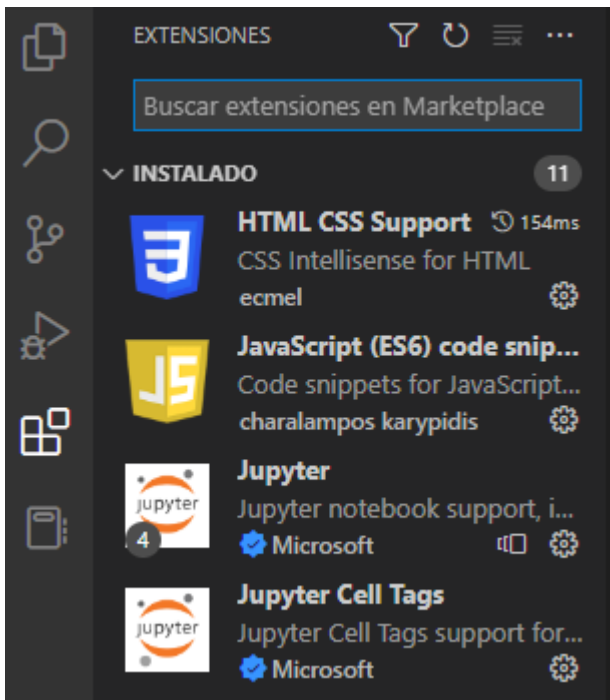 EXTENSIONES
Buscar extensiones en Marketplace
INSTALADO 11
HTML CSS Support 154ms
CSS Intellisense for HTML
ecmel
JS
JavaScript (ES6) code snip...
Code snippets for JavaScript...
charalampos karypidis
jupyter
4
Jupyter
Jupyter notebook support, i...
Microsoft
jupyter
Jupyter Cell Tags
Jupyter Cell Tags support for...
Microsoft